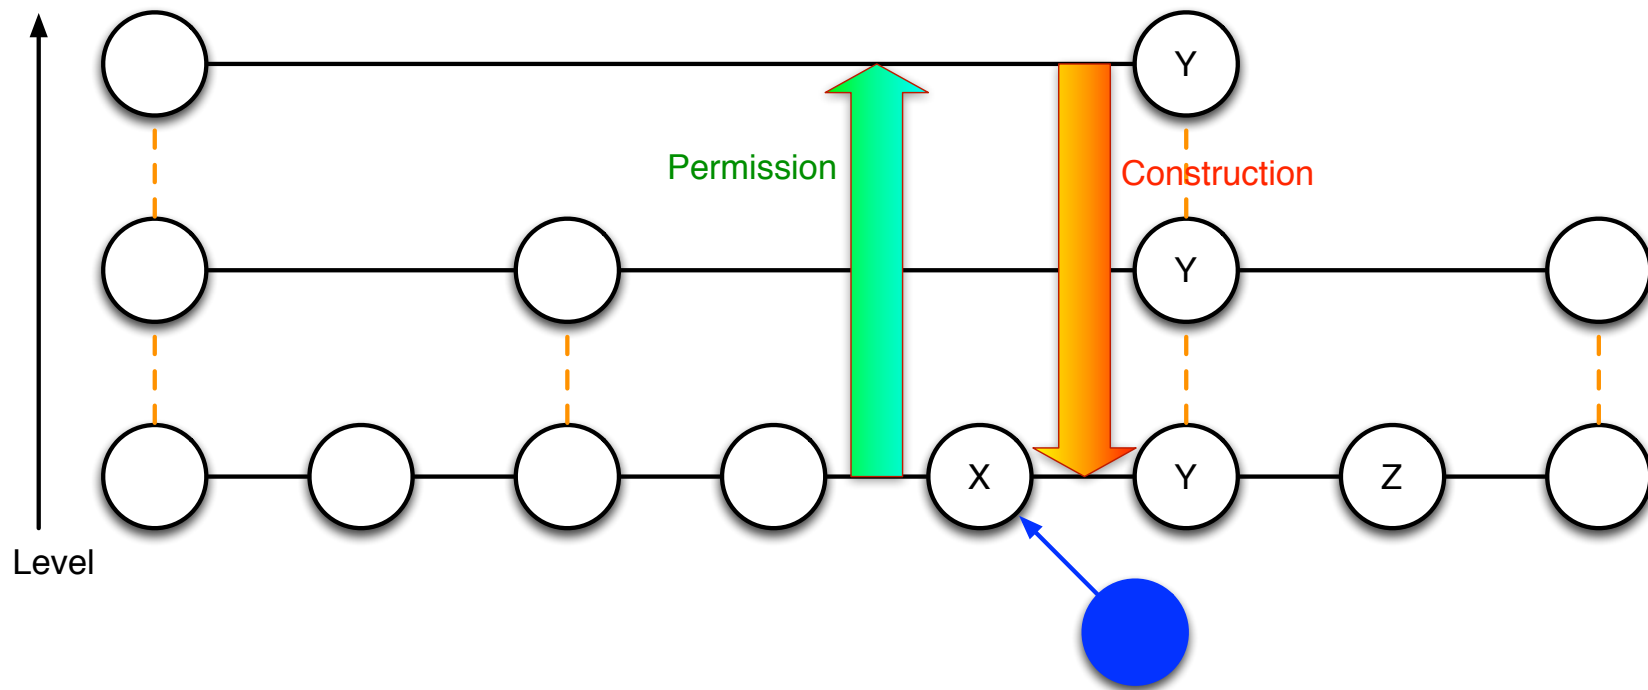 Y
Permission
Construction
Y
X
Y
Z
Level